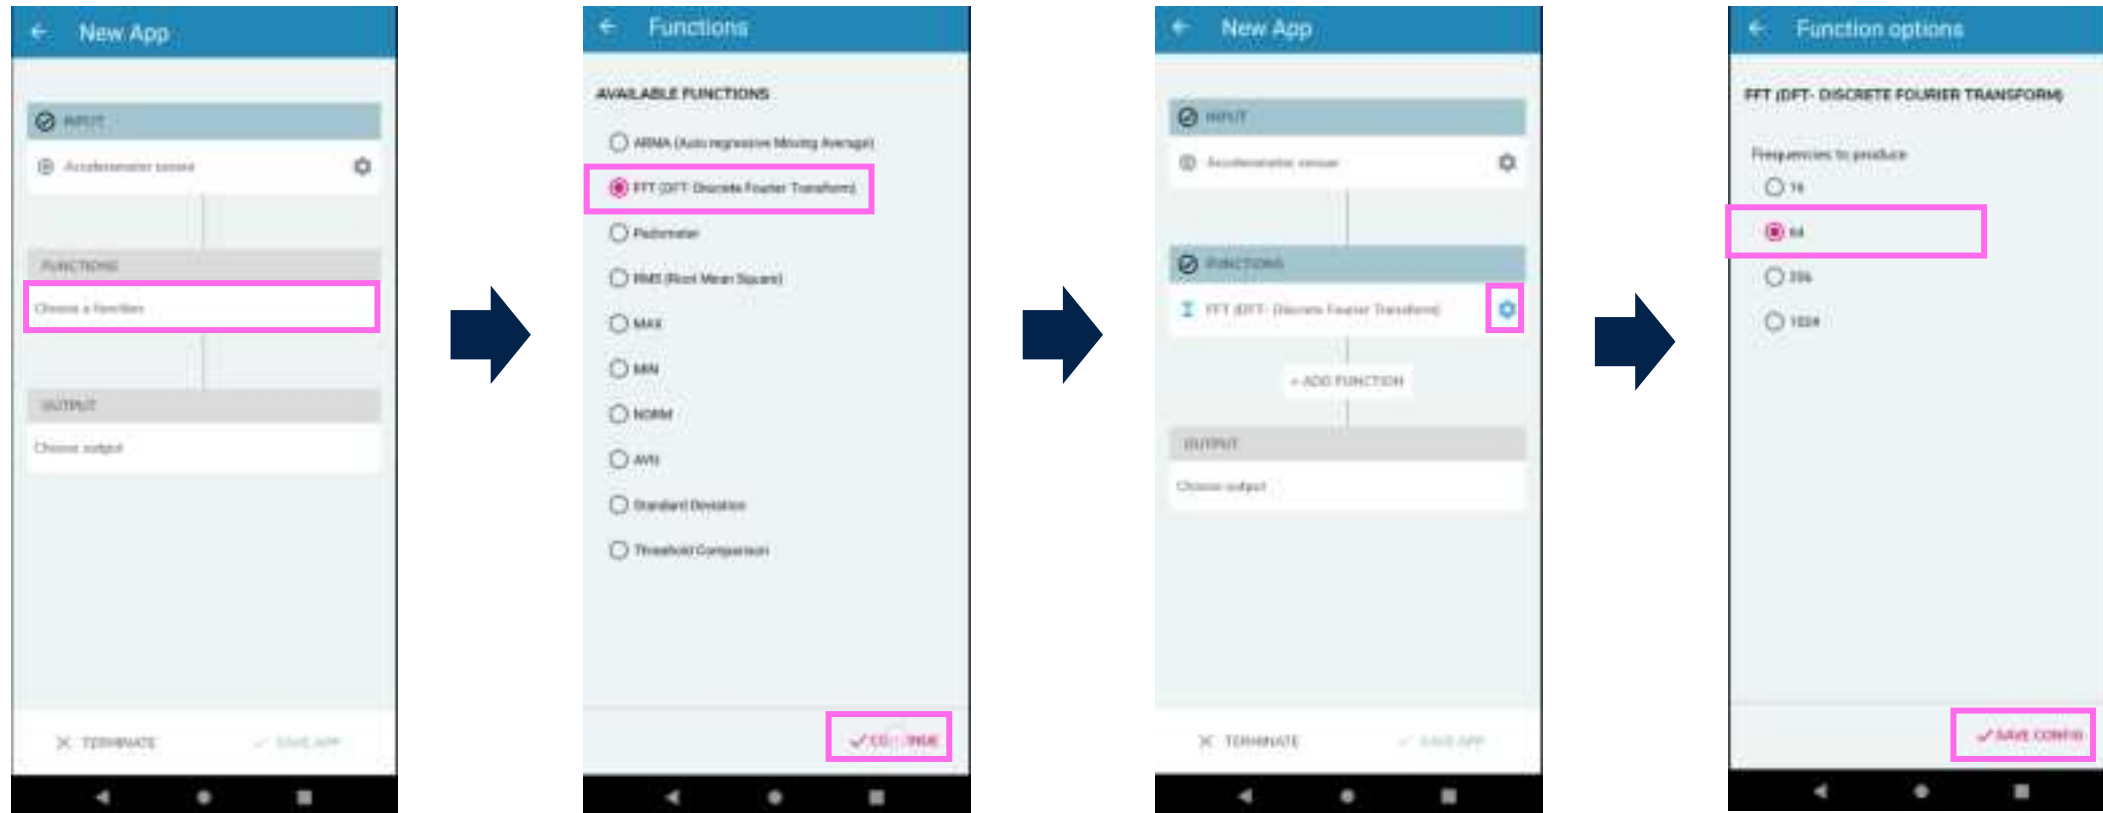 New App
INPUT
Accelerometer sensor
FUNCTIONS
Choose a function
OUTPUT
Choose output
TERMINATE
SAVE APP
Functions
AVAILABLE FUNCTIONS
ARMA (Auto regressive Moving Average)
FFT (DFT- Discrete Fourier Transform)
Pedometer
RMS (Root Mean Square)
MAX
MIN
NORM
Standard Deviation
Threshold Comparison
New App
INPUT
Accelerometer sensor
FUNCTIONS
FFT (DFT- Discrete Fourier Transform)
+ ADD FUNCTION
OUTPUT
Choose output
TERMINATE
SAVE APP
Function options
FFT (DFT- DISCRETE FOURIER TRANSFORM)
Frequencies to produce
16
64
256
1024
SAVE CONFIG